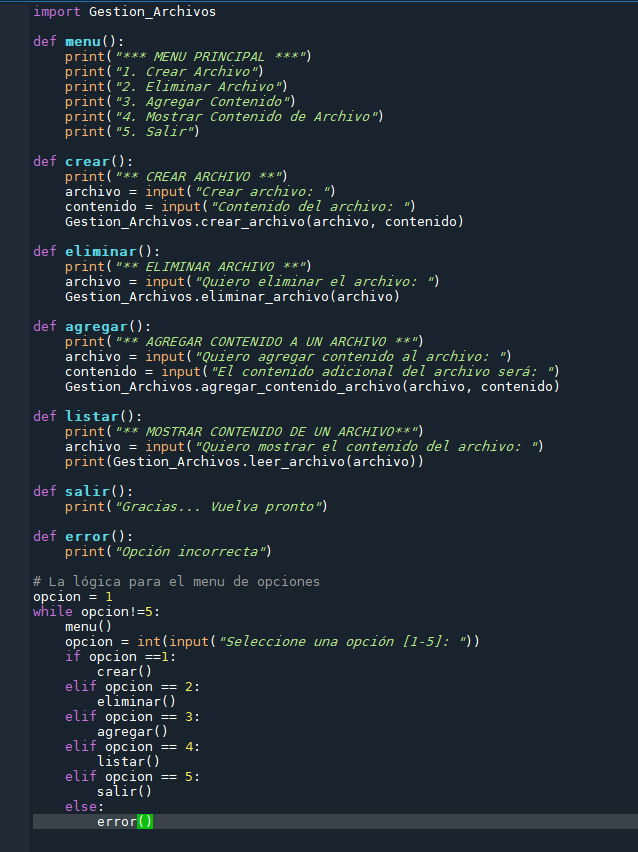 import Gestion_Archivos
def menu():
    print("*** MENU PRINCIPAL ***")
    print("1. Crear Archivo")
    print("2. Eliminar Archivo")
    print("3. Agregar Contenido")
    print("4. Mostrar Contenido de Archivo")
    print("5. Salir")
def crear():
    print("** CREAR ARCHIVO **")
    archivo = input("Crear archivo: ")
    contenido = input("Contenido del archivo: ")
    Gestion_Archivos.crear_archivo(archivo, contenido)
def eliminar():
    print("** ELIMINAR ARCHIVO **")
    archivo = input("Quiero eliminar el archivo: ")
    Gestion_Archivos.eliminar_archivo(archivo)
def agregar():
    print("** AGREGAR CONTENIDO A UN ARCHIVO **")
    archivo = input("Quiero agregar contenido al archivo: ")
    contenido = input("El contenido adicional del archivo será: ")
    Gestion_Archivos.agregar_contenido_archivo(archivo, contenido)
def listar():
    print("** MOSTRAR CONTENIDO DE UN ARCHIVO**")
    archivo = input("Quiero mostrar el contenido del archivo: ")
    print(Gestion_Archivos.leer_archivo(archivo))
def salir():
    print("Gracias... Vuelva pronto")
def error():
    print("Opción incorrecta")
# La lógica para el menu de opciones
opcion = 1
while opcion!=5:
    menu()
    opcion = int(input("Seleccione una opción [1-5]: "))
    if opcion ==1:
        crear()
    elif opcion == 2:
        eliminar()
    elif opcion == 3:
        agregar()
    elif opcion == 4:
        listar()
    elif opcion == 5:
        salir()
    else:
        error()